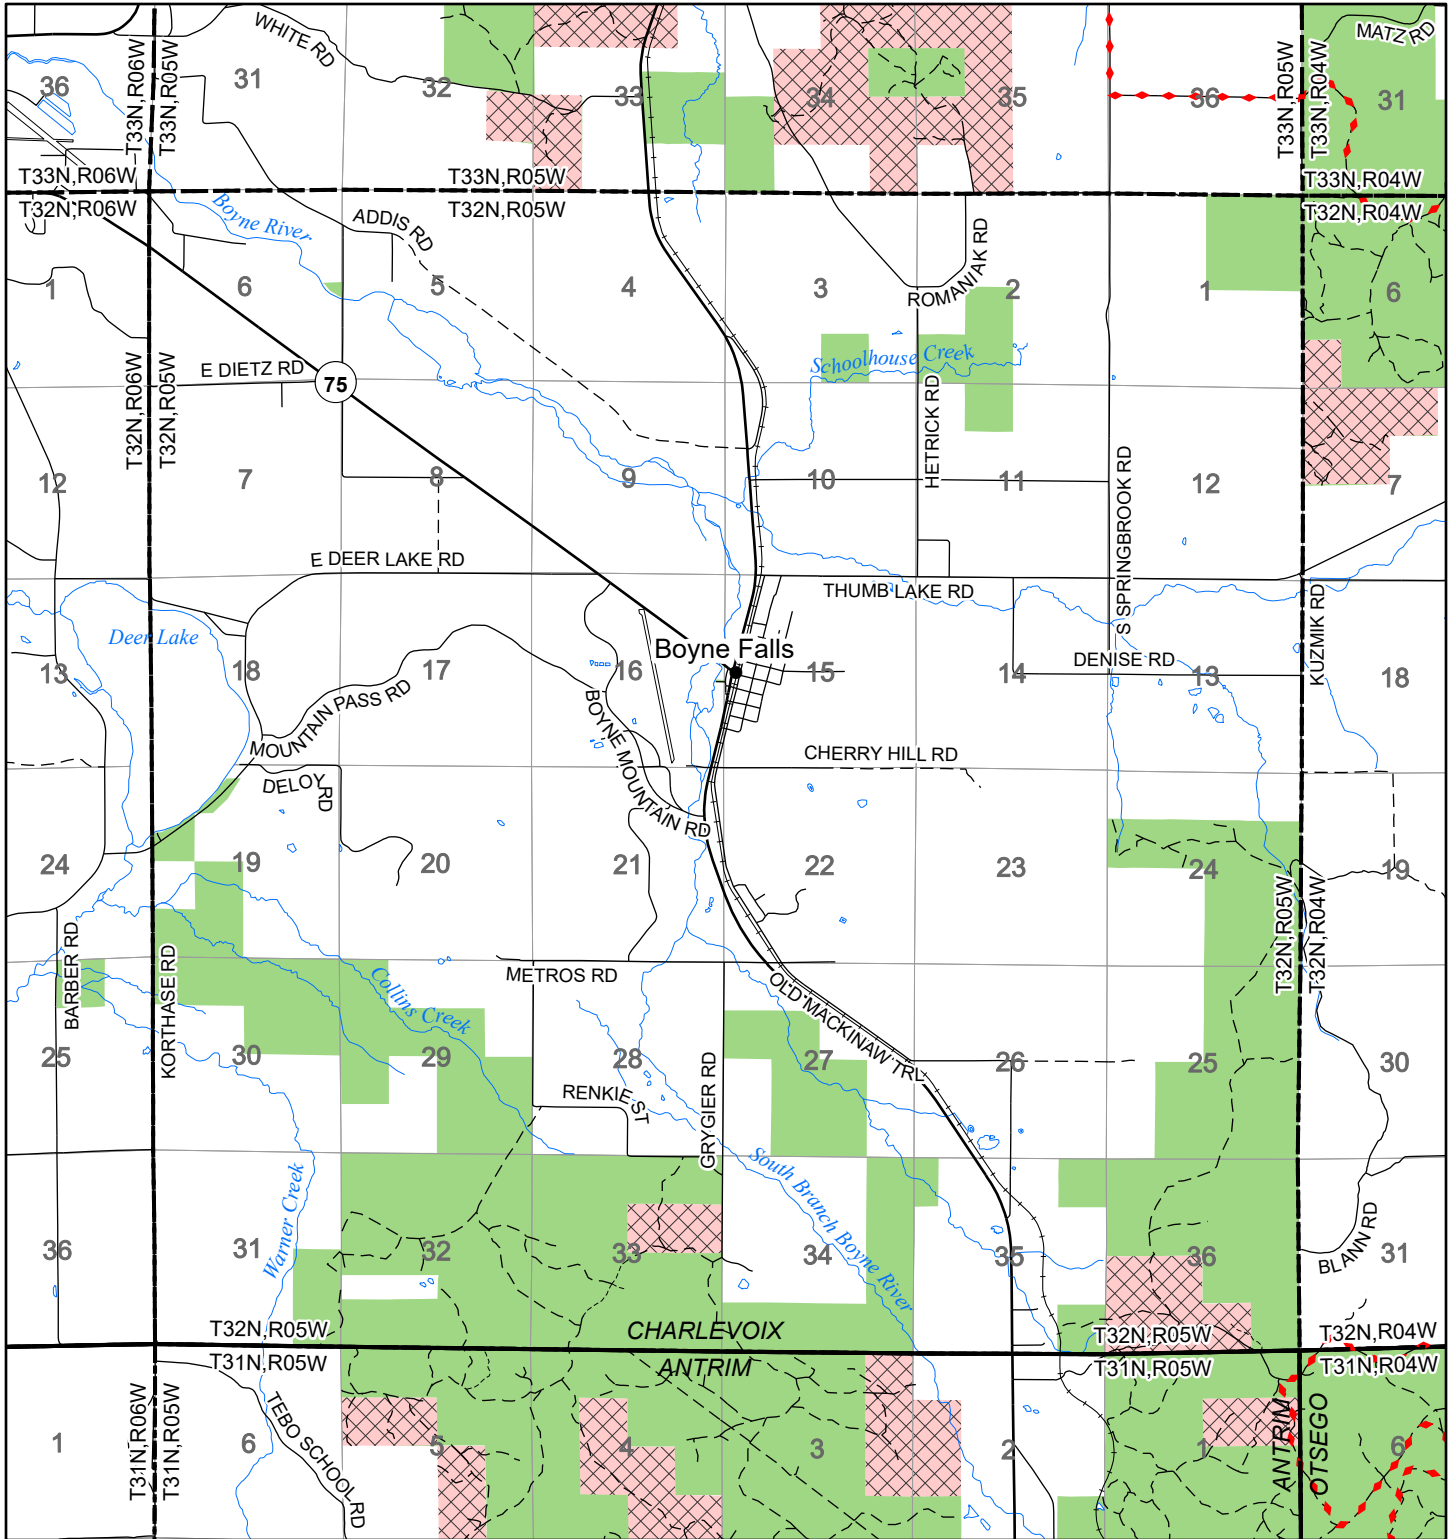 WHITE RD
MATZ RD
36
31
32
33
34
35
36
31
T33N,R06W
T33N,R05W
T33N,R05W
T33N,R04W
T33N,R06W
T33N,R05W
T33N,R04W
T32N,R06W
T32N,R05W
T32N,R04W
Boyne River
ADDIS RD
ROMANIAK RD
1
6
5
4
3
2
1
6
Schoolhouse Creek
E DIETZ RD
75
T32N,R06W
T32N,R05W
HETRICK RD
S SPRINGBROOK RD
12
7
8
9
10
11
12
7
E DEER LAKE RD
THUMB LAKE RD
KUZMIK RD
Deer Lake
Boyne Falls
DENISE RD
13
18
17
16
15
14
13
18
MOUNTAIN PASS RD
BOYNE MOUNTAIN RD
CHERRY HILL RD
DELOY RD
24
19
20
21
22
23
24
19
T32N,R05W
T32N,R04W
BARBER RD
KORTHASE RD
METROS RD
Collins Creek
OLD MACKINAW TRL
25
30
29
28
27
26
25
30
RENKIE ST
GRYGIER RD
South Branch Boyne River
Warner Creek
BLANN RD
36
31
32
33
34
35
36
31
T32N,R05W
CHARLEVOIX
T32N,R05W
T32N,R04W
T31N,R05W
ANTRIM
T31N,R05W
T31N,R04W
T31N,R06W
T31N,R05W
TEBO SCHOOL RD
ANTRIM
OTSEGO
1
6
5
4
3
2
1
6